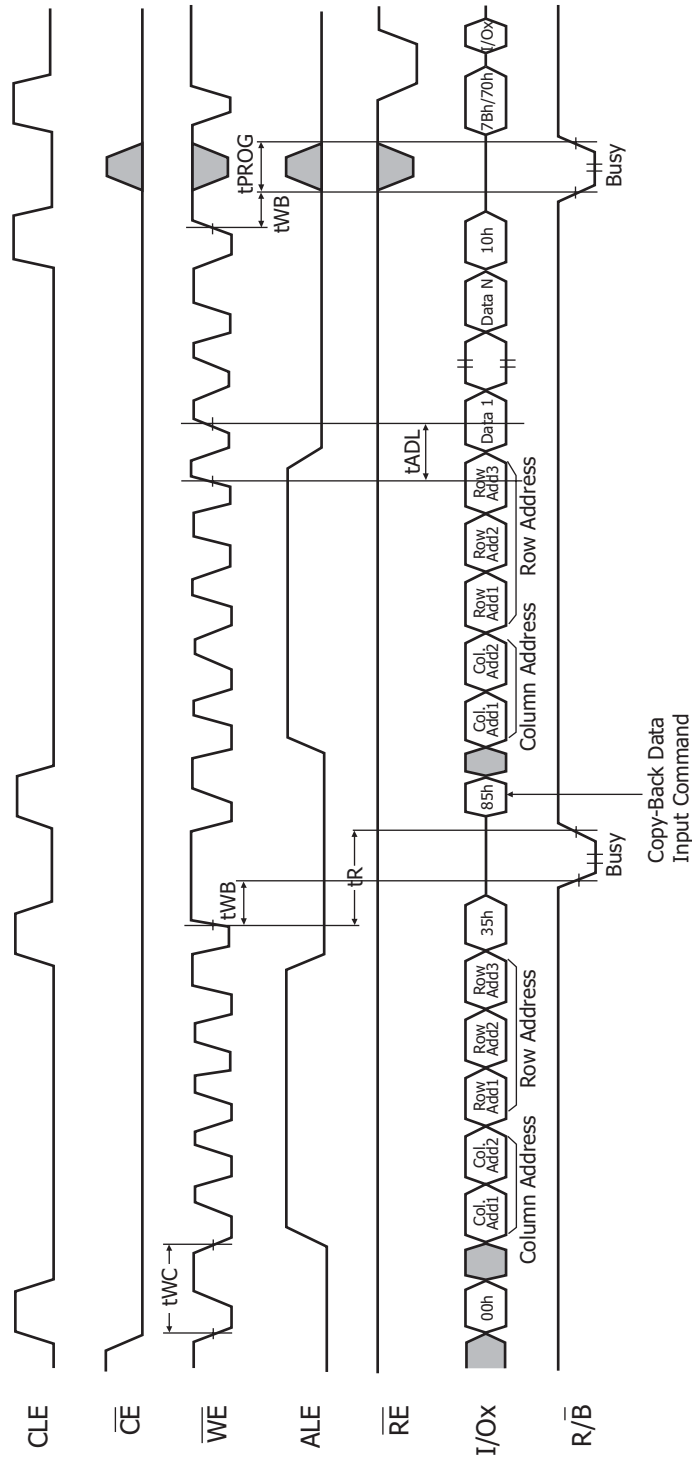 CLE
CE
WE
ALE
RE
I/Ox
R/B
tWC
tWB
tR
tADL
tWB
tPROG
00h
Col. Add1
Col. Add2
Row Add1
Row Add2
Row Add3
35h
85h
Col. Add1
Col. Add2
Row Add1
Row Add2
Row Add3
Data 1
Data N
10h
7Bh/70h
I/Ox
Column Address
Row Address
Column Address
Row Address
Busy
Busy
Copy-Back Data
Input Command